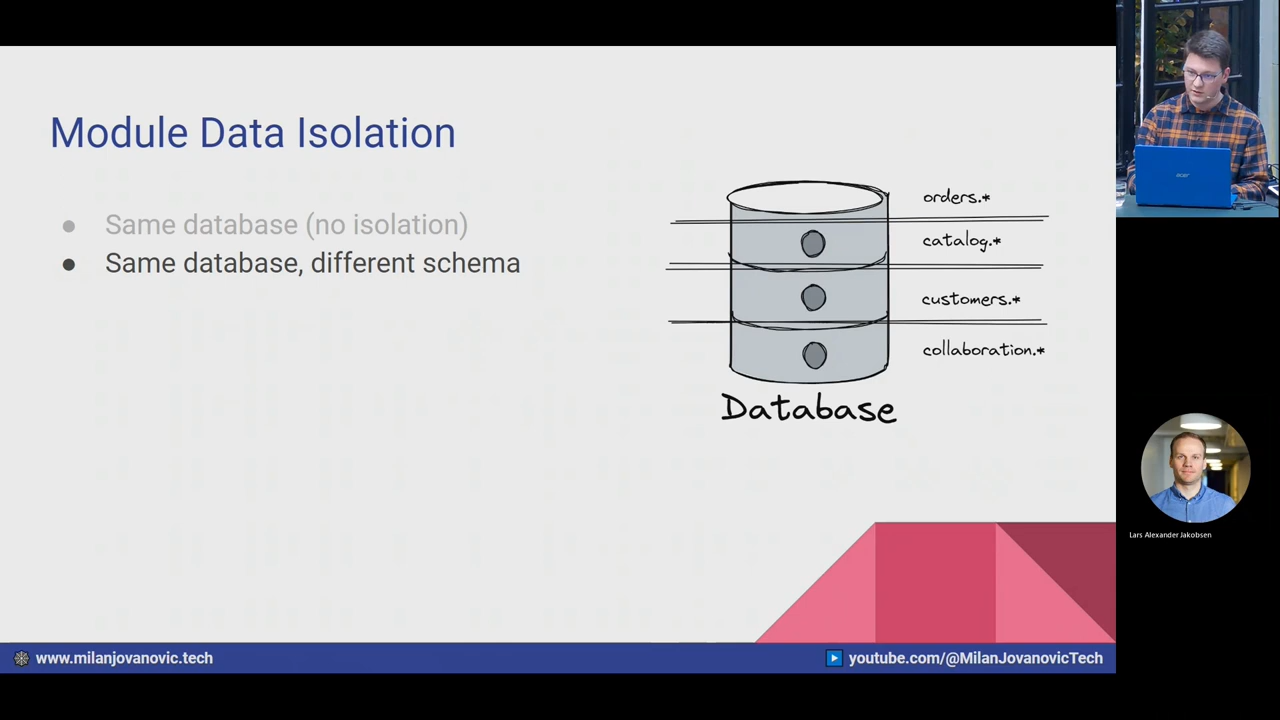 Module Data Isolation
● Same database (no isolation)
● Same database, different schema
orders.*
catalog.*
customers.*
collaboration.*
Database
acer
Lars Alexander Jakobsen
www.milanjovanovic.tech
youtube.com/@MilanJovanovicTech